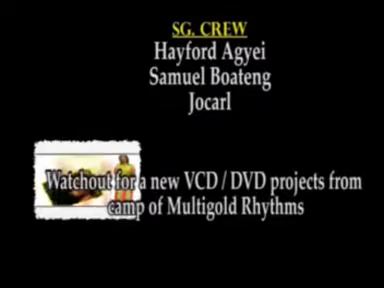 SG. CREW
Hayford Agyei
Samuel Boateng
Jocarl
Watchout for a new VCD / DVD projects from
camp of Multigold Rhythms